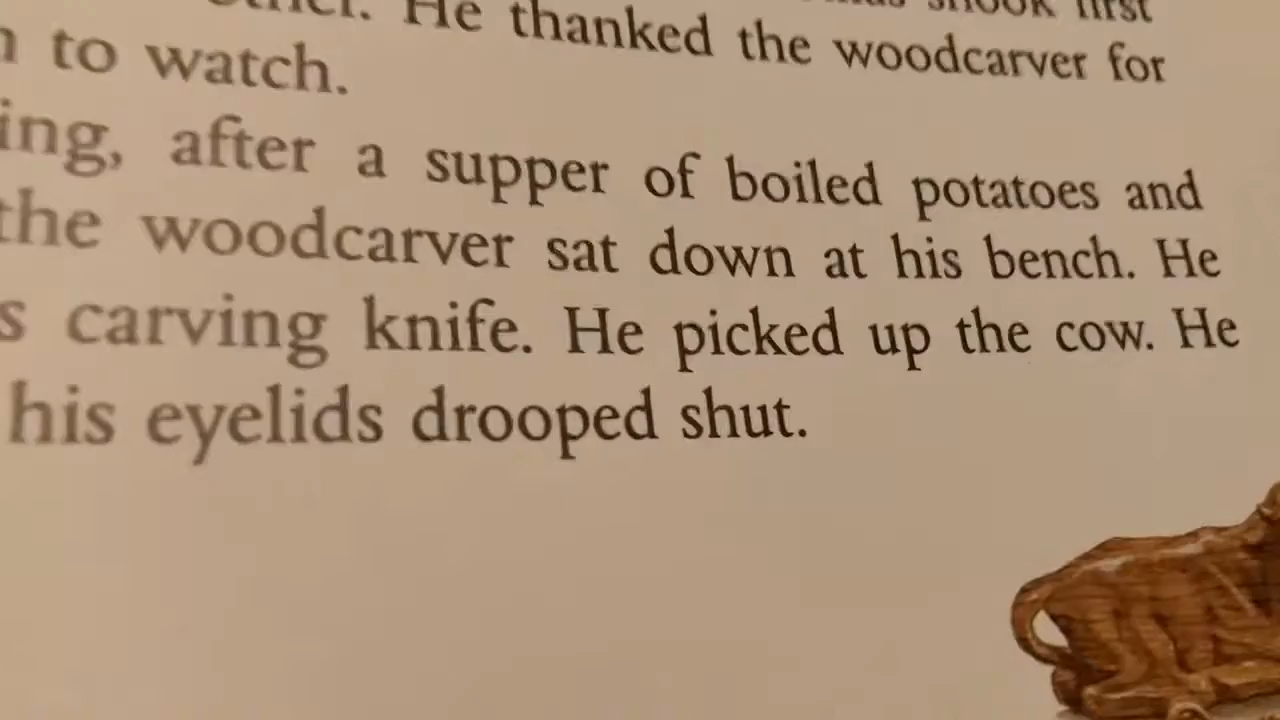 He thanked the woodcarver for
to watch.
ing, after a supper of boiled potatoes and
the woodcarver sat down at his bench. He
s carving knife. He picked up the cow. He
his eyelids drooped shut.